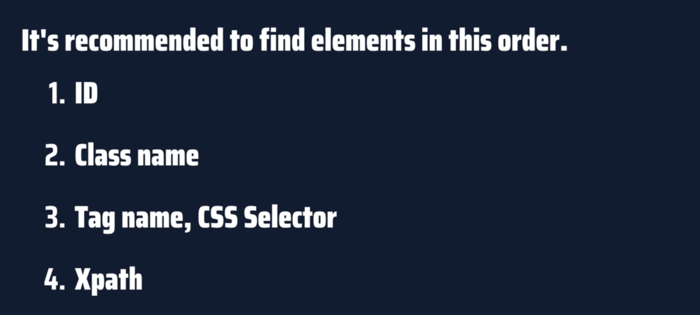 It's recommended to find elements in this order.
1. ID
2. Class name
3. Tag name, CSS Selector
4. Xpath